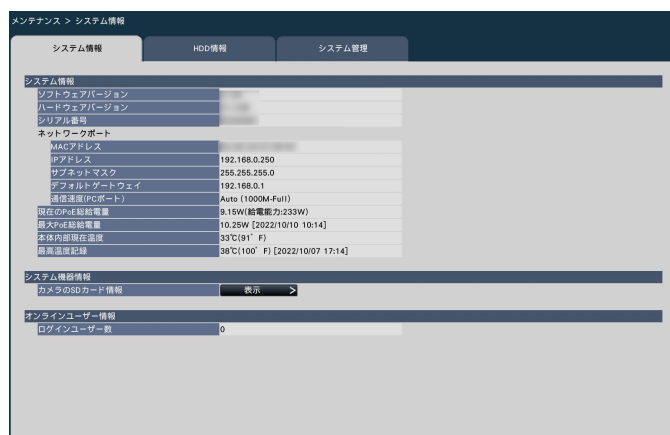 メンテナンス > システム情報
システム情報 HDD情報 システム管理
システム情報
ソフトウェアバージョン
ハードウェアバージョン
シリアル番号
ネットワークポート
MACアドレス
IPアドレス 192.168.0.250
サブネットマスク 255.255.255.0
デフォルトゲートウェイ 192.168.0.1
通信速度(PCポート) Auto (1000M-Full)
現在のPoE総給電量 9.15W(給電能力:233W)
最大PoE総給電量 10.25W [2022/10/10 10:14]
本体内部現在温度 33℃(91°F)
最高温度記録 38℃(100°F) [2022/10/07 17:14]
システム機器情報
カメラのSDカード情報 表示 >
オンラインユーザー情報
ログインユーザー数 0